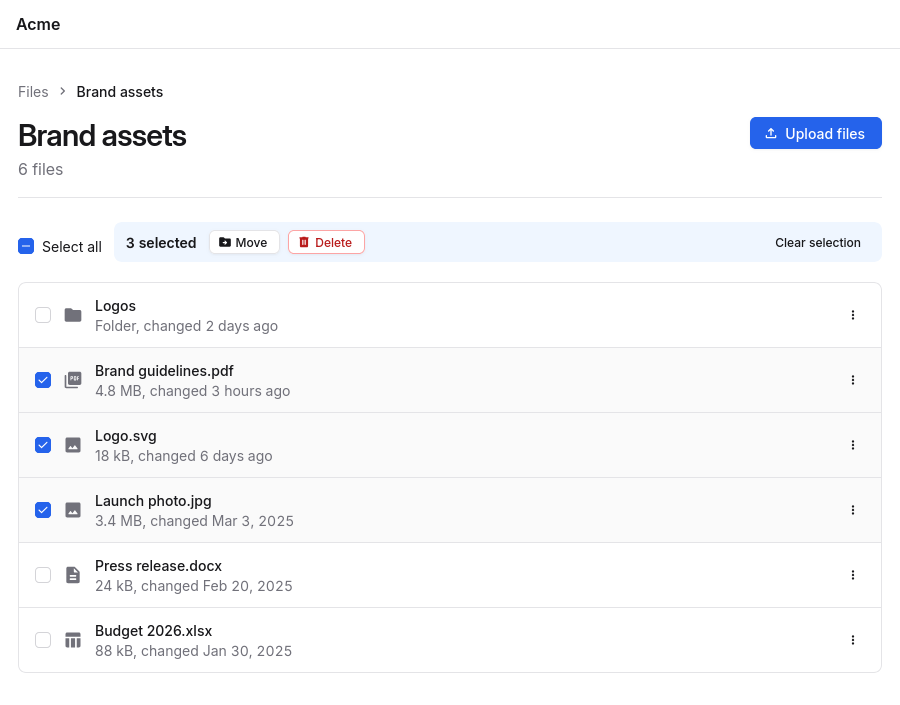 Acme
Files
Brand assets
Brand assets
Upload files
6 files
Select all
3 selected
Move
Delete
Clear selection
Logos
Folder, changed 2 days ago
PDF
Brand guidelines.pdf
4.8 MB, changed 3 hours ago
Logo.svg
18 kB, changed 6 days ago
Launch photo.jpg
3.4 MB, changed Mar 3, 2025
Press release.docx
24 kB, changed Feb 20, 2025
Budget 2026.xlsx
88 kB, changed Jan 30, 2025